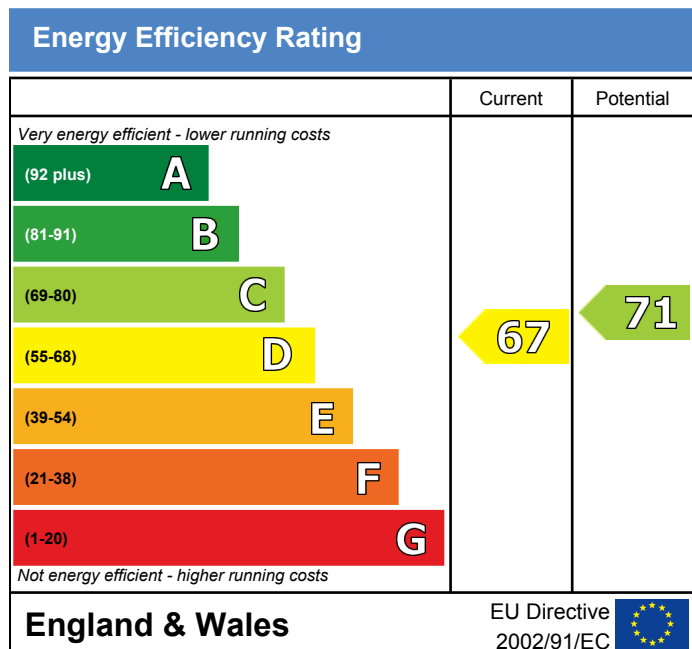 Energy Efficiency Rating
Current Potential
Very energy efficient - lower running costs
(92 plus) A
(81-91) B
(69-80) C
(55-68) D
(39-54) E
(21-38) F
(1-20) G
67
71
Not energy efficient - higher running costs
England & Wales
EU Directive
2002/91/EC